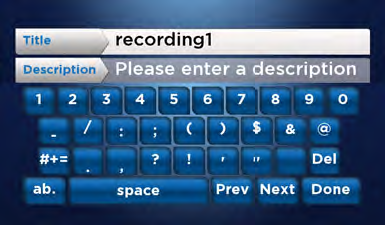 Title recording1
Description Please enter a description
1 2 3 4 5 6 7 8 9 0
_ / : ; ( ) $ & @
#+= . , ? ! ' " Del
ab. space Prev Next Done